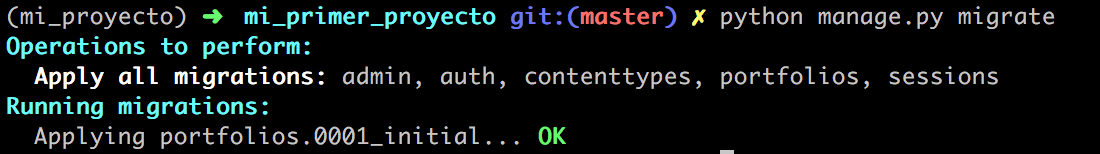 (mi_proyecto) ➜ mi_primer_proyecto git:(master) ✗ python manage.py migrate
Operations to perform:
Apply all migrations: admin, auth, contenttypes, portfolios, sessions
Running migrations:
Applying portfolios.0001_initial... OK